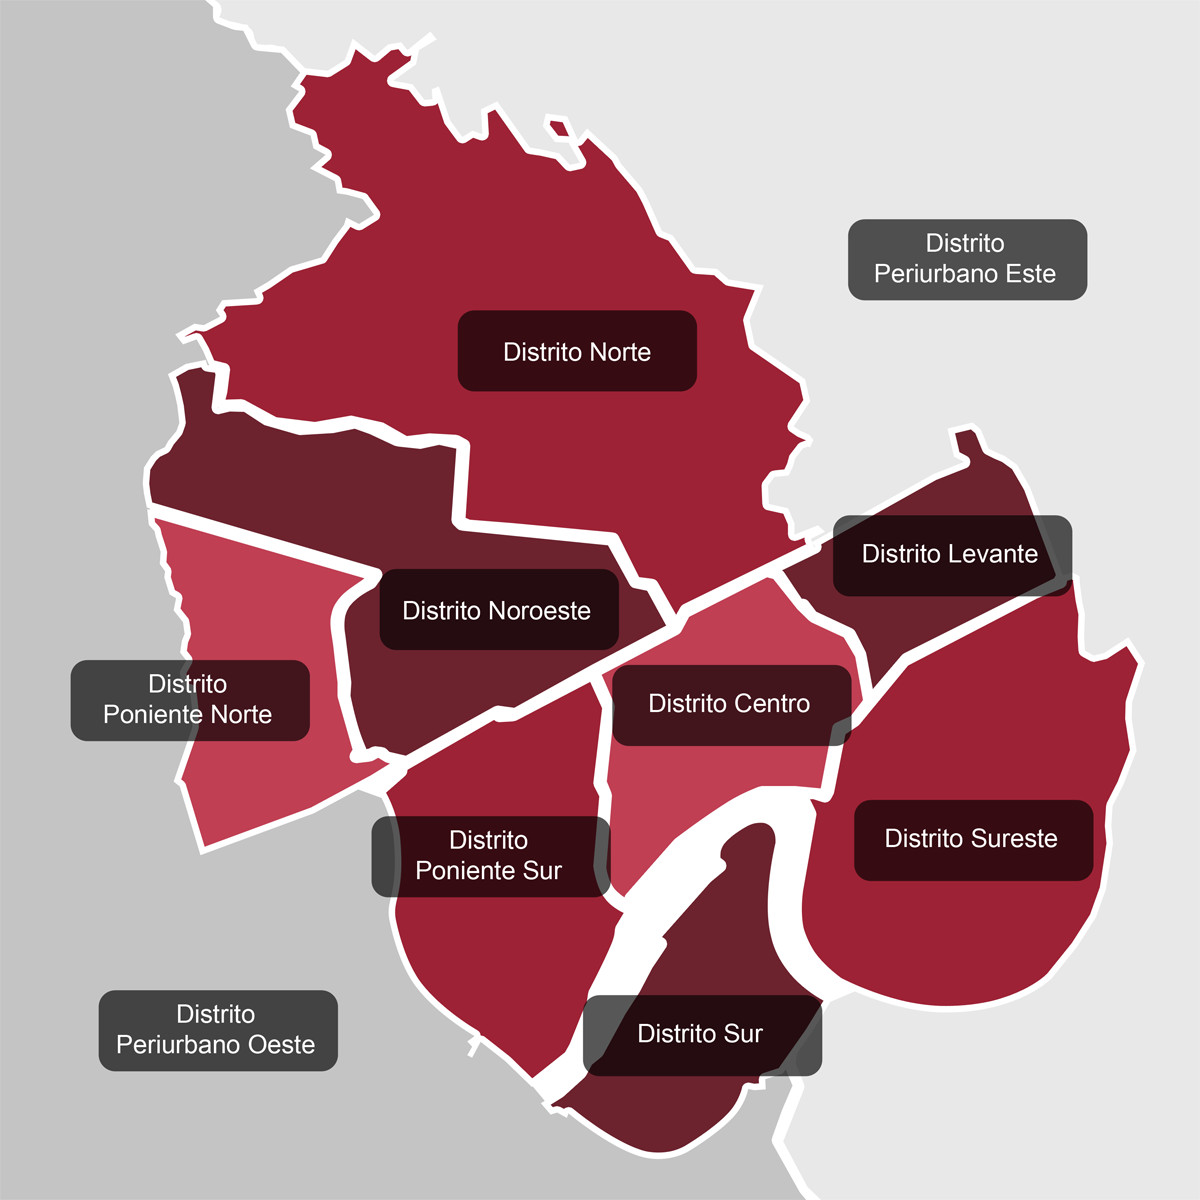 Distrito
Periurbano Este
Distrito Norte
Distrito Levante
Distrito Noroeste
Distrito
Poniente Norte
Distrito Centro
Distrito
Poniente Sur
Distrito Sureste
Distrito
Periurbano Oeste
Distrito Sur